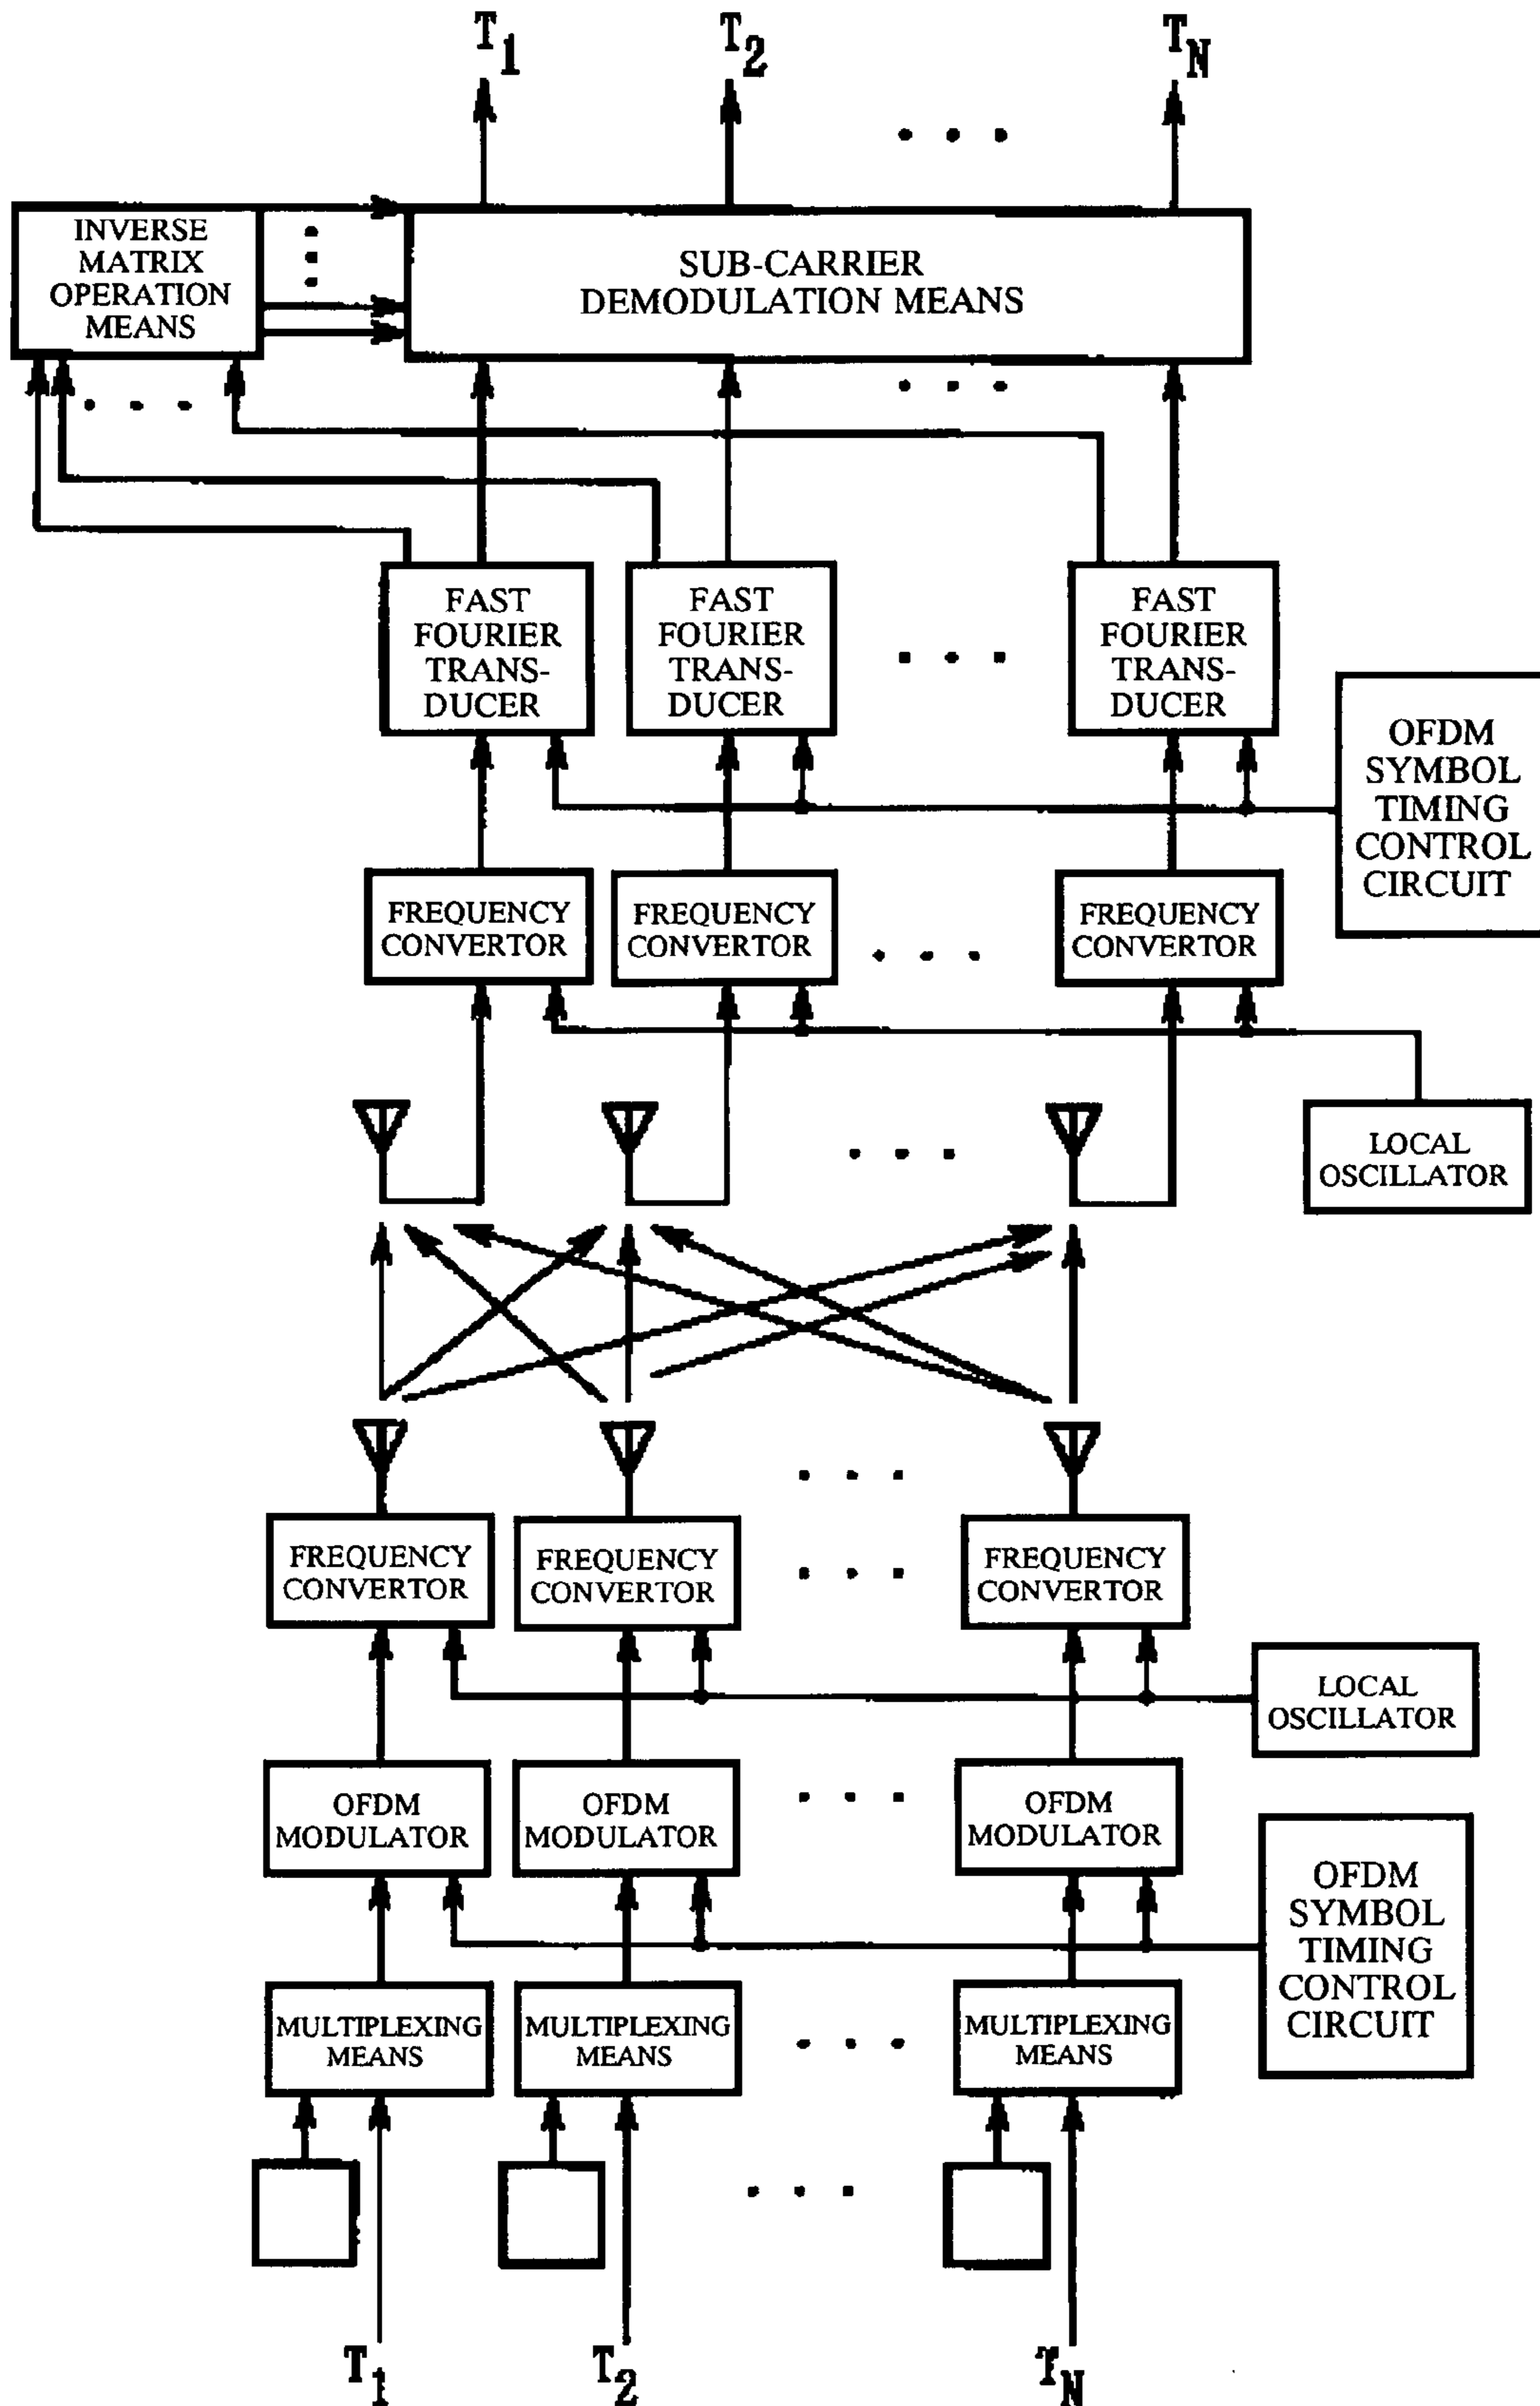 T1 T2 TN
INVERSE
MATRIX
OPERATION
MEANS
SUB-CARRIER
DEMODULATION MEANS
FAST
FOURIER
TRANS-
DUCER
FAST
FOURIER
TRANS-
DUCER
FAST
FOURIER
TRANS-
DUCER
OFDM
SYMBOL
TIMING
CONTROL
CIRCUIT
FREQUENCY
CONVERTOR
FREQUENCY
CONVERTOR
FREQUENCY
CONVERTOR
LOCAL
OSCILLATOR
FREQUENCY
CONVERTOR
FREQUENCY
CONVERTOR
FREQUENCY
CONVERTOR
LOCAL
OSCILLATOR
OFDM
MODULATOR
OFDM
MODULATOR
OFDM
MODULATOR
OFDM
SYMBOL
TIMING
CONTROL
CIRCUIT
MULTIPLEXING
MEANS
MULTIPLEXING
MEANS
MULTIPLEXING
MEANS
T1 T2 TN